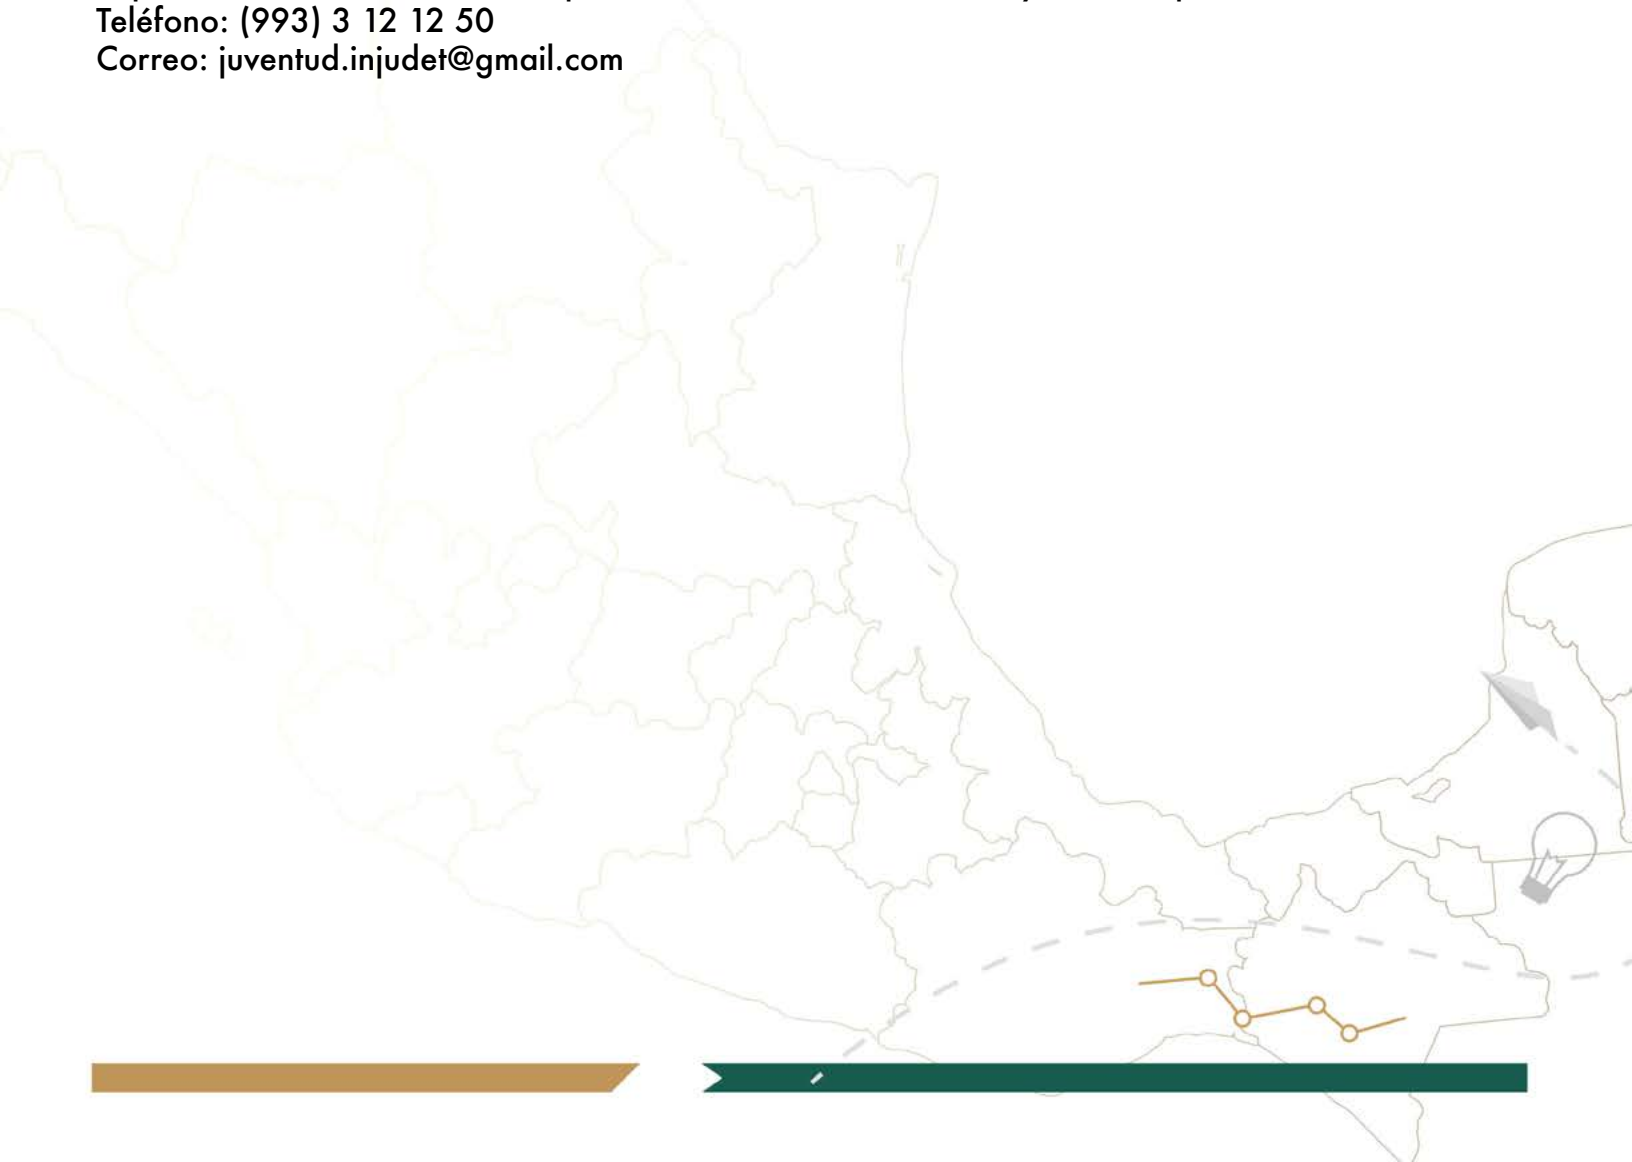 Teléfono: (993) 3 12 12 50
Correo: juventud.injudet@gmail.com